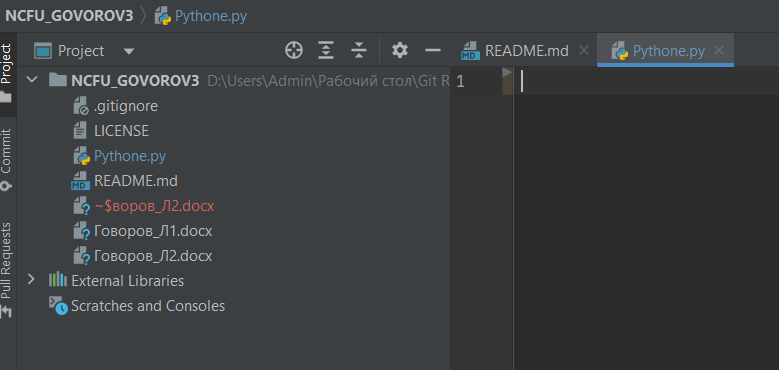 NCFU_GOVOROV3 Pythone.py
Project
README.md
Pythone.py
NCFU_GOVOROV3 D:\Users\Admin\Рабочий стол\Git R
1
.gitignore
LICENSE
Pythone.py
README.md
~$воров_Л2.docx
Говоров_Л1.docx
Говоров_Л2.docx
External Libraries
Scratches and Consoles
Project
Commit
Pull Requests